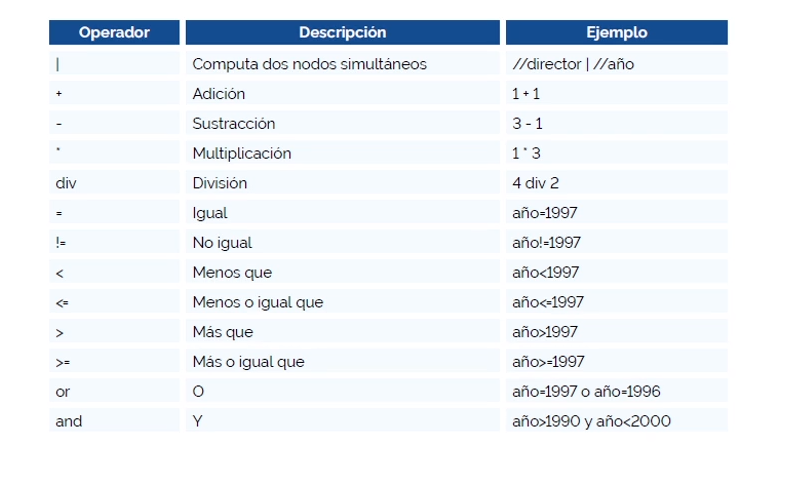 Operador Descripción Ejemplo
| Computa dos nodos simultáneos //director | //año
+ Adición 1 + 1
- Sustracción 3 - 1
* Multiplicación 1 * 3
div División 4 div 2
= Igual año=1997
!= No igual año!=1997
< Menos que año<1997
<= Menos o igual que año<=1997
> Más que año>1997
>= Más o igual que año>=1997
or O año=1997 o año=1996
and Y año>1990 y año<2000